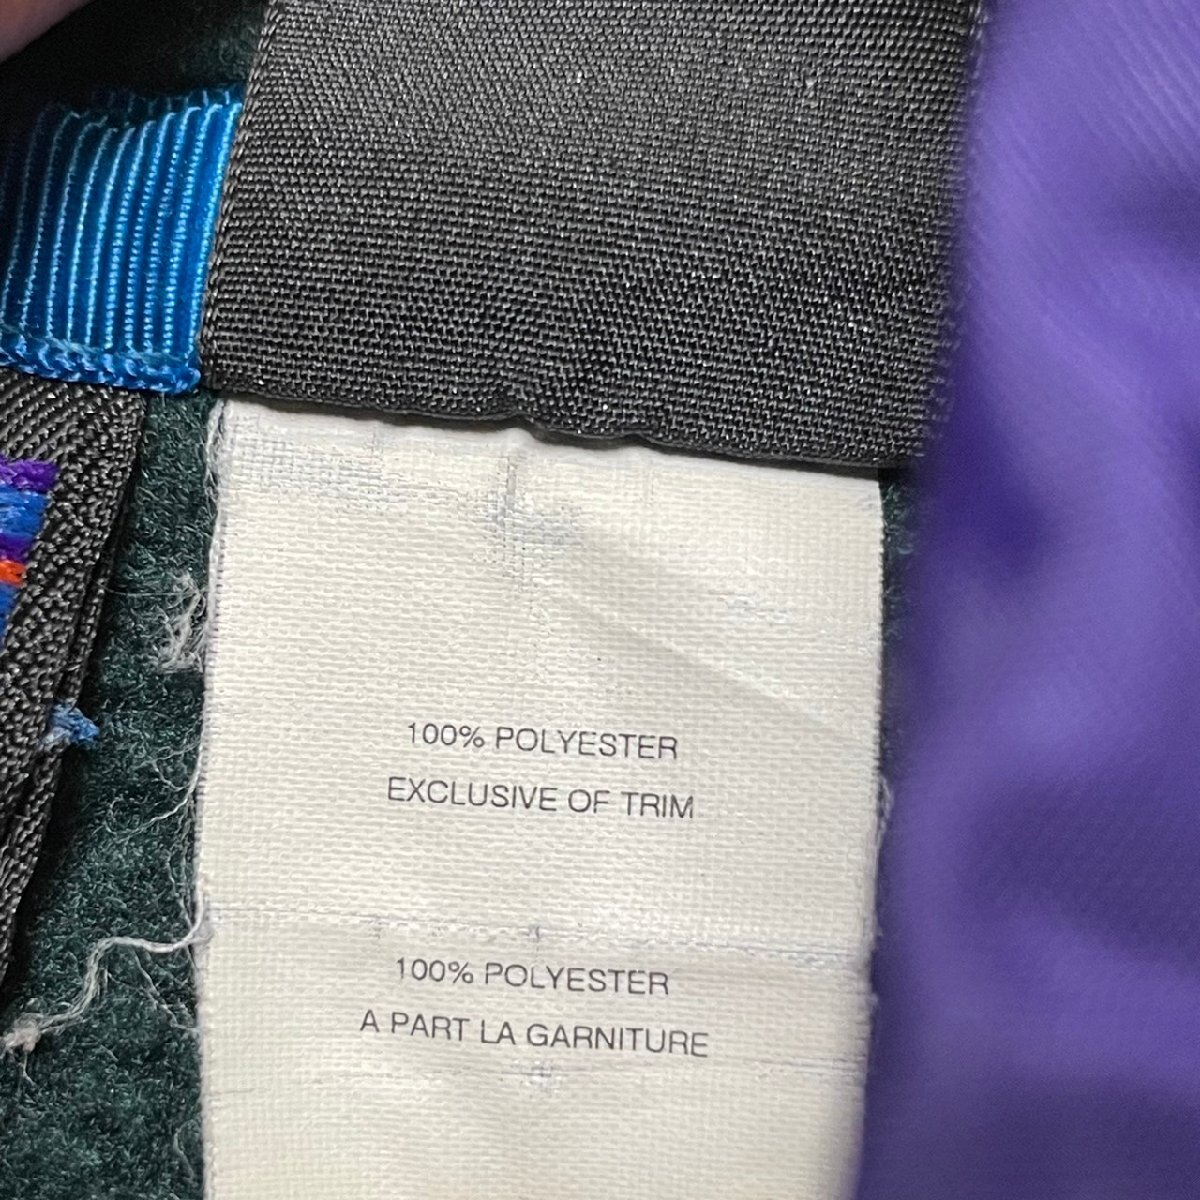 100% POLYESTER
EXCLUSIVE OF TRIM
100% POLYESTER
A PART LA GARNITURE